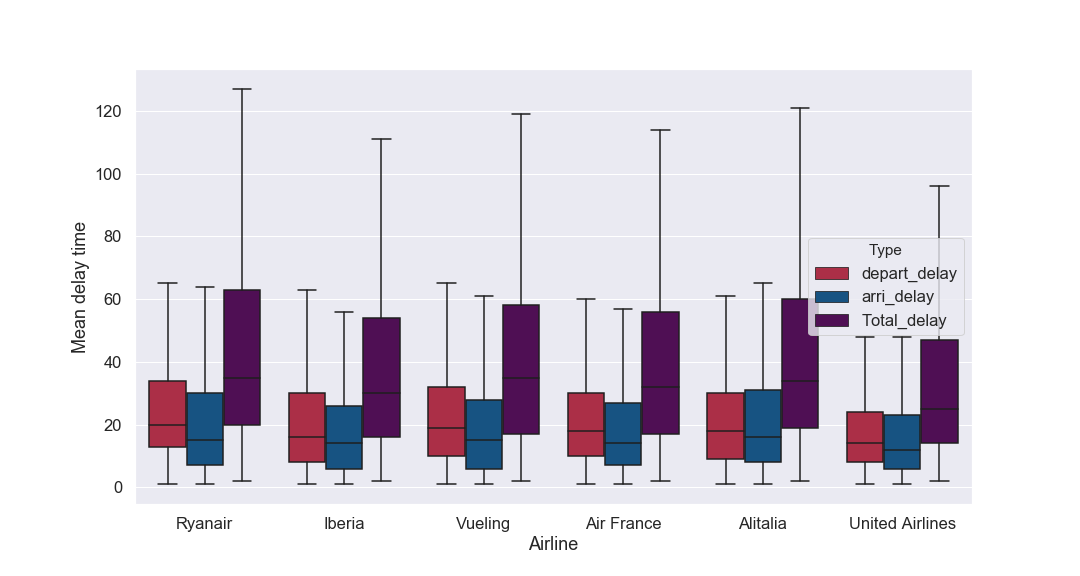 120
100
80
60
40
20
0
Mean delay time
Type
depart_delay
arri_delay
Total_delay
Ryanair
Iberia
Vueling
Air France
Alitalia
United Airlines
Airline